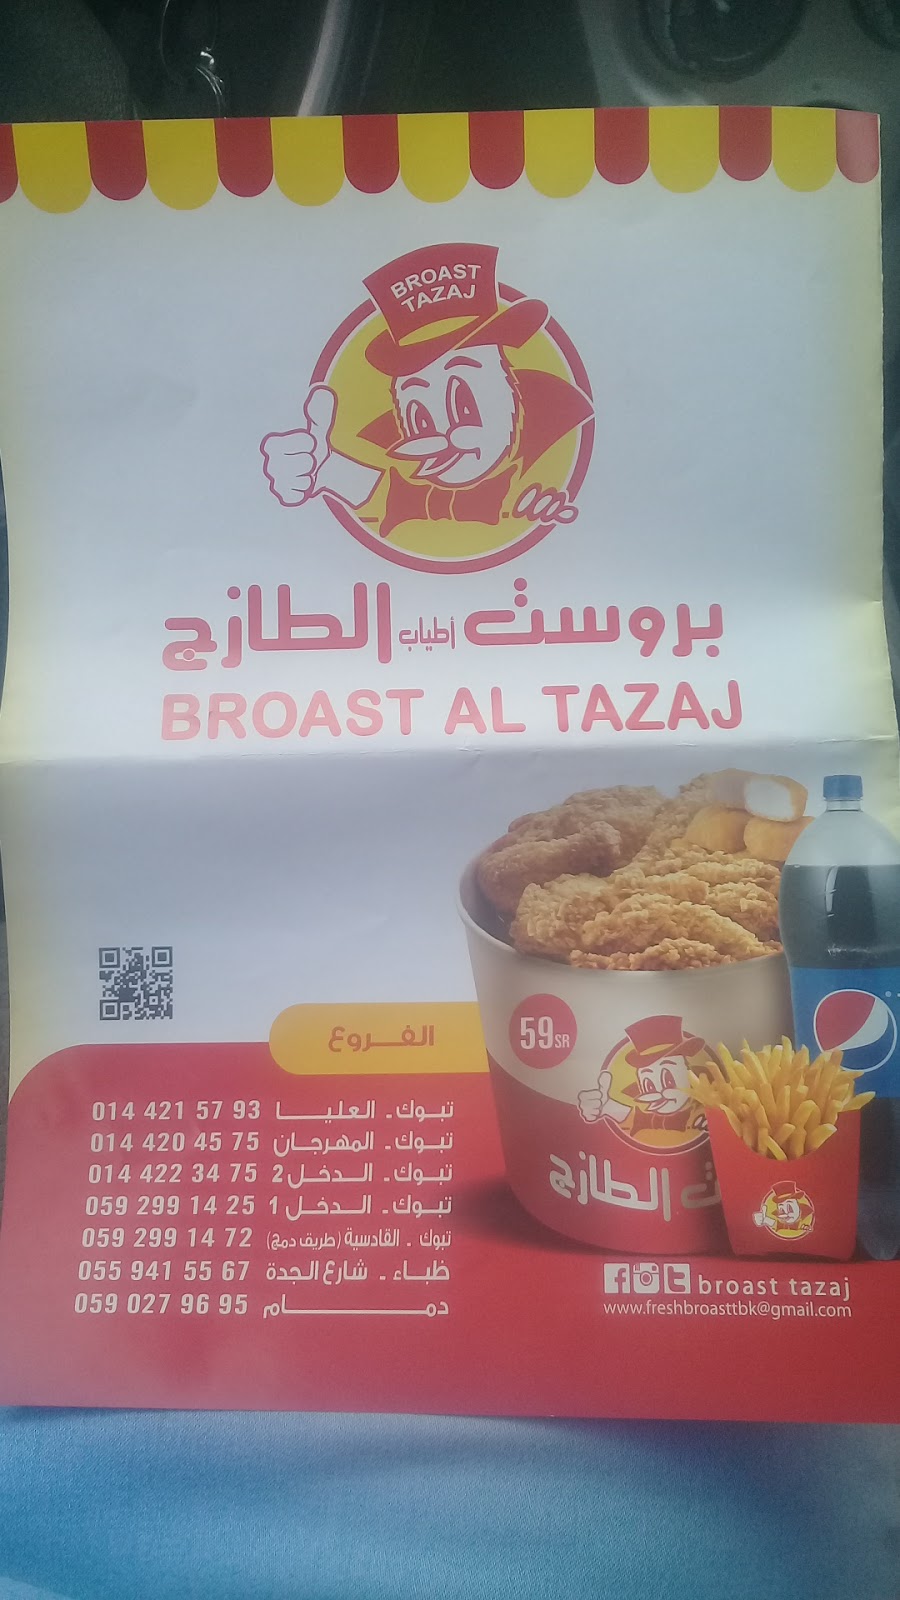 BROAST
TAZAJ
بروست أطياب الطازج
BROAST AL TAZAJ
59 SR
الطازج
الفروع
تبوك - العليا 014 421 57 93
تبوك - المهرجان 014 420 45 75
تبوك - الدخل 2 014 422 34 75
تبوك - الدخل 1 059 299 14 25
تبوك - القادسية (طريق دمج) 059 299 14 72
ظباء - شارع الجدة 055 941 55 67
دمام 059 027 96 95
broast tazaj
www.freshbroasttbk@gmail.com